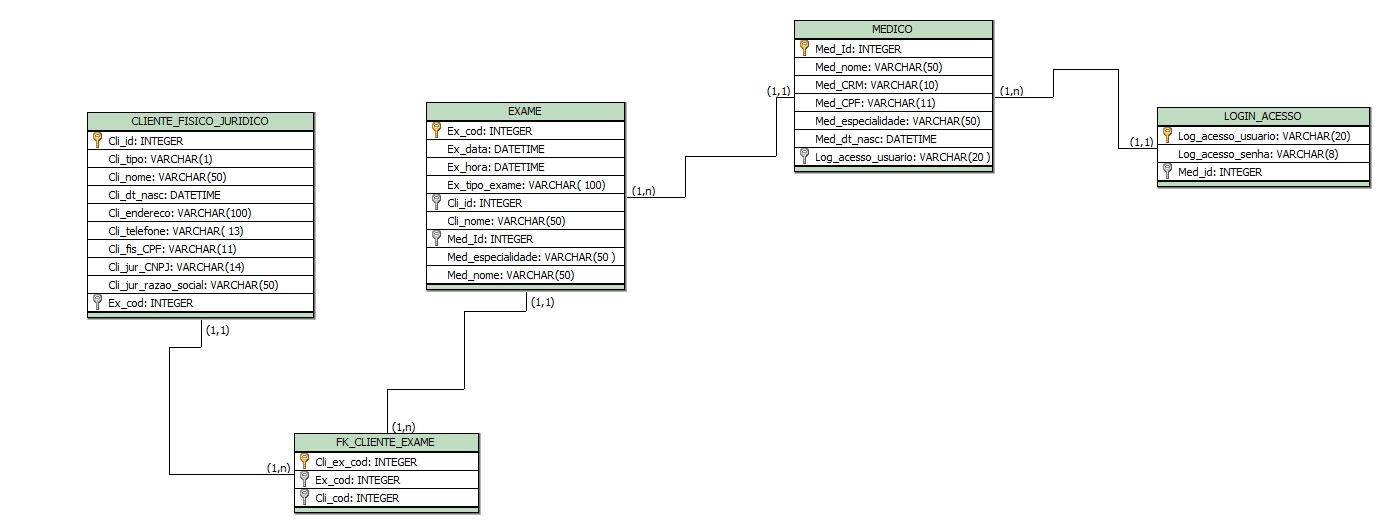 MEDICO
Med_Id: INTEGER
Med_nome: VARCHAR(50)
Med_CRM: VARCHAR(10)
Med_CPF: VARCHAR(11)
Med_especialidade: VARCHAR(50)
Med_dt_nasc: DATETIME
Log_acesso_usuario: VARCHAR(20 )
(1,1)
(1,n)
LOGIN_ACESSO
Log_acesso_usuario: VARCHAR(20)
Log_acesso_senha: VARCHAR(8)
Med_id: INTEGER
(1,1)
EXAME
Ex_cod: INTEGER
Ex_data: DATETIME
Ex_hora: DATETIME
Ex_tipo_exame: VARCHAR( 100)
Cli_id: INTEGER
Cli_nome: VARCHAR(50)
Med_Id: INTEGER
Med_especialidade: VARCHAR(50 )
Med_nome: VARCHAR(50)
(1,n)
(1,1)
CLIENTE_FISICO_JURIDICO
Cli_id: INTEGER
Cli_tipo: VARCHAR(1)
Cli_nome: VARCHAR(50)
Cli_dt_nasc: DATETIME
Cli_endereco: VARCHAR(100)
Cli_telefone: VARCHAR( 13)
Cli_fis_CPF: VARCHAR(11)
Cli_jur_CNPJ: VARCHAR(14)
Cli_jur_razao_social: VARCHAR(50)
Ex_cod: INTEGER
(1,1)
(1,n)
(1,n)
FK_CLIENTE_EXAME
Cli_ex_cod: INTEGER
Ex_cod: INTEGER
Cli_cod: INTEGER